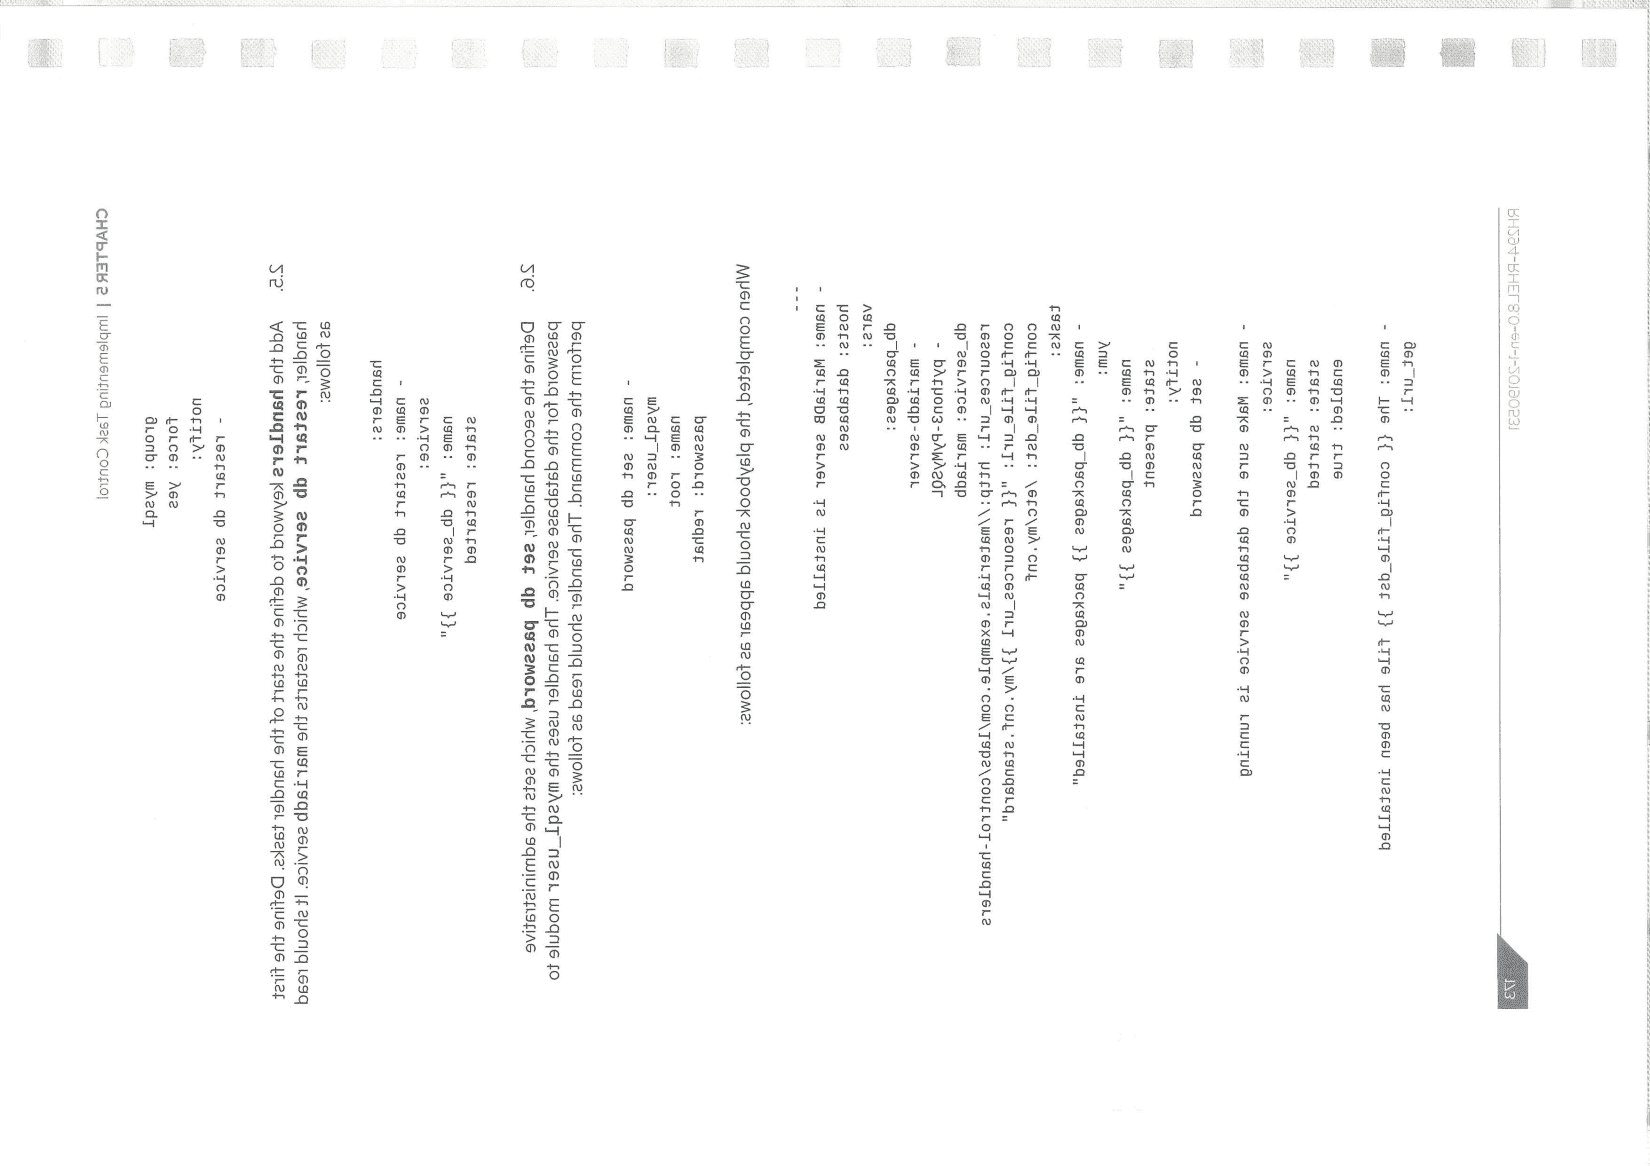 CHAPTER 5 | Implementing Task Control
group: mysql
force: yes
notify:
- restart db service
2.5. Add the handlers keyword to define the start of the handler tasks. Define the first
handler, restart db service, which restarts the mariadb service. It should read
as follows:
handlers:
- name: restart db service
service:
name: "{{ db_service }}"
state: restarted
2.6. Define the second handler, set db password, which sets the administrative
password for the database service. The handler uses the mysql_user module to
perform the command. The handler should read as follows:
- name: set db password
mysql_user:
name: root
password: redhat
When completed, the playbook should appear as follows:
---
- name: MariaDB server is installed
hosts: databases
vars:
db_packages:
- mariadb-server
- python3-PyMySQL
db_service: mariadb
resources_url: http://materials.example.com/labs/control-handlers
config_file_url: "{{ resources_url }}/my.cnf.standard"
config_file_dst: /etc/my.cnf
tasks:
- name: "{{ db_packages }} packages are installed"
yum:
name: "{{ db_packages }}"
state: present
notify:
- set db password
- name: Make sure the database service is running
service:
name: "{{ db_service }}"
state: started
enabled: true
- name: The {{ config_file_dst }} file has been installed
get_url:
RH294-RHEL8.0-en-1-20190531
173